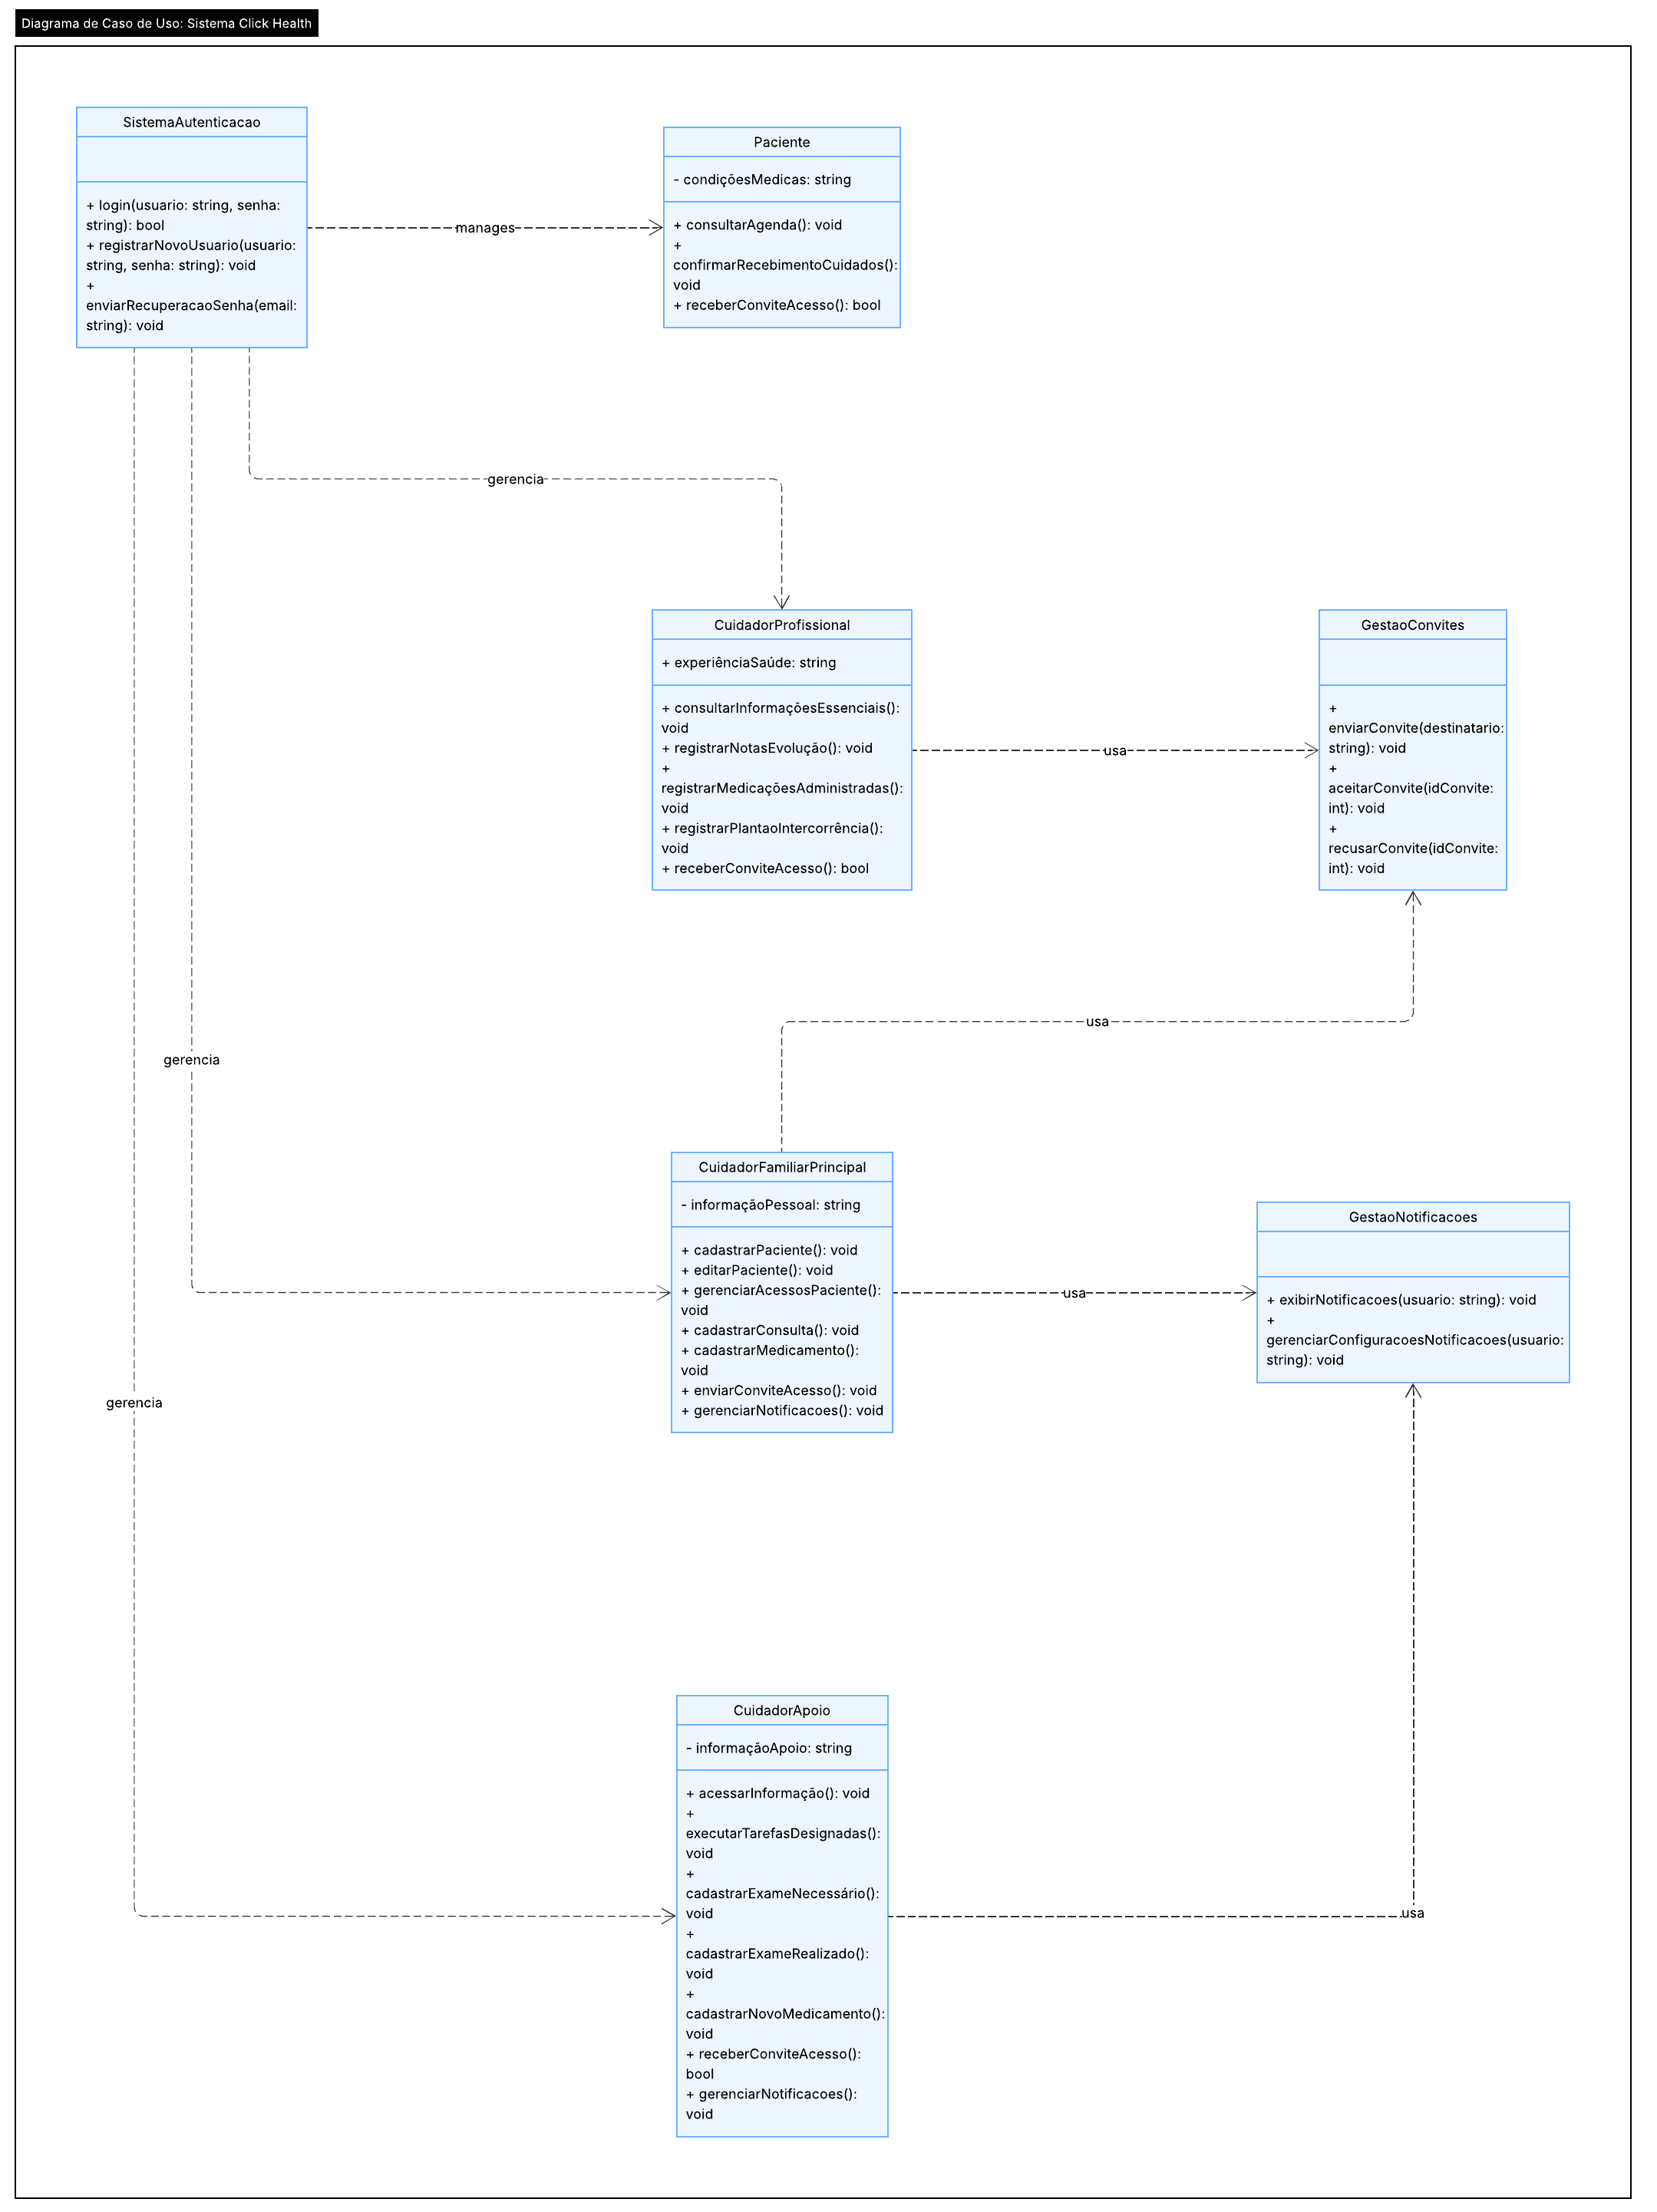 Diagrama de Caso de Uso: Sistema Click Health
SistemaAutenticacao
+ login(usuario: string, senha:
string): bool
+ registrarNovoUsuario(usuario:
string, senha: string): void
+
enviarRecuperacaoSenha(email:
string): void
manages
Paciente
- condiçõesMedicas: string
+ consultarAgenda(): void
+
confirmarRecebimentoCuidados():
void
+ receberConviteAcesso(): bool
gerencia
CuidadorProfissional
+ experiênciaSaúde: string
+ consultarInformaçõesEssenciais():
void
+ registrarNotasEvolução(): void
+
registrarMedicaçõesAdministradas():
void
+ registrarPlantaoIntercorrência():
void
+ receberConviteAcesso(): bool
usa
GestaoConvites
+
enviarConvite(destinatario:
string): void
+
aceitarConvite(idConvite:
int): void
+
recusarConvite(idConvite:
int): void
usa
gerencia
CuidadorFamiliarPrincipal
- informaçãoPessoal: string
+ cadastrarPaciente(): void
+ editarPaciente(): void
+ gerenciarAcessosPaciente():
void
+ cadastrarConsulta(): void
+ cadastrarMedicamento():
void
+ enviarConviteAcesso(): void
+ gerenciarNotificacoes(): void
usa
GestaoNotificacoes
+ exibirNotificacoes(usuario: string): void
+
gerenciarConfiguracoesNotificacoes(usuario:
string): void
gerencia
CuidadorApoio
- informaçãoApoio: string
+ acessarInformação(): void
+
executarTarefasDesignadas():
void
+
cadastrarExameNecessário():
void
+
cadastrarExameRealizado():
void
+
cadastrarNovoMedicamento():
void
+ receberConviteAcesso():
bool
+ gerenciarNotificacoes():
void
usa